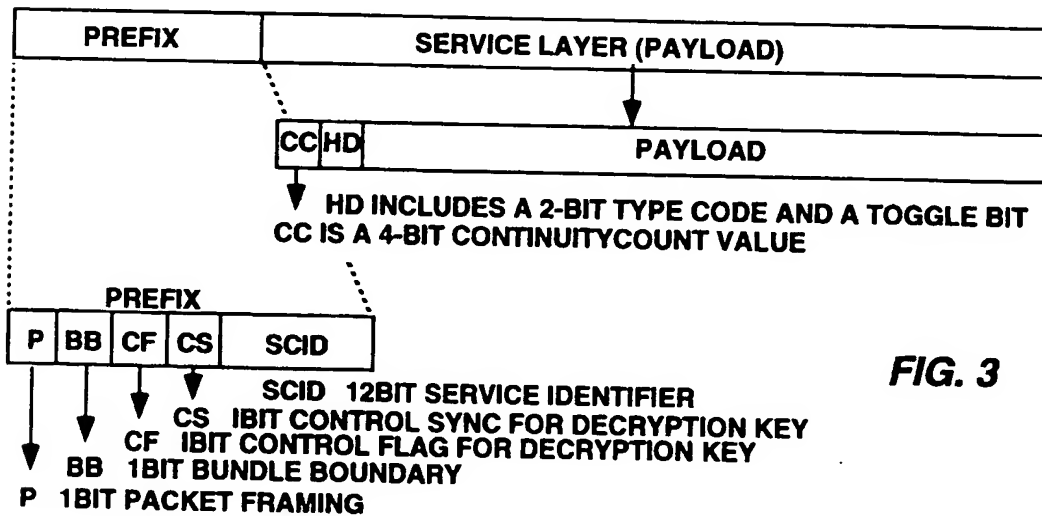 PREFIX SERVICE LAYER (PAYLOAD)
CC HD PAYLOAD
HD INCLUDES A 2-BIT TYPE CODE AND A TOGGLE BIT
CC IS A 4-BIT CONTINUITYCOUNT VALUE
PREFIX
P BB CF CS SCID
FIG. 3
SCID 12BIT SERVICE IDENTIFIER
CS IBIT CONTROL SYNC FOR DECRYPTION KEY
CF IBIT CONTROL FLAG FOR DECRYPTION KEY
BB 1BIT BUNDLE BOUNDARY
P 1BIT PACKET FRAMING